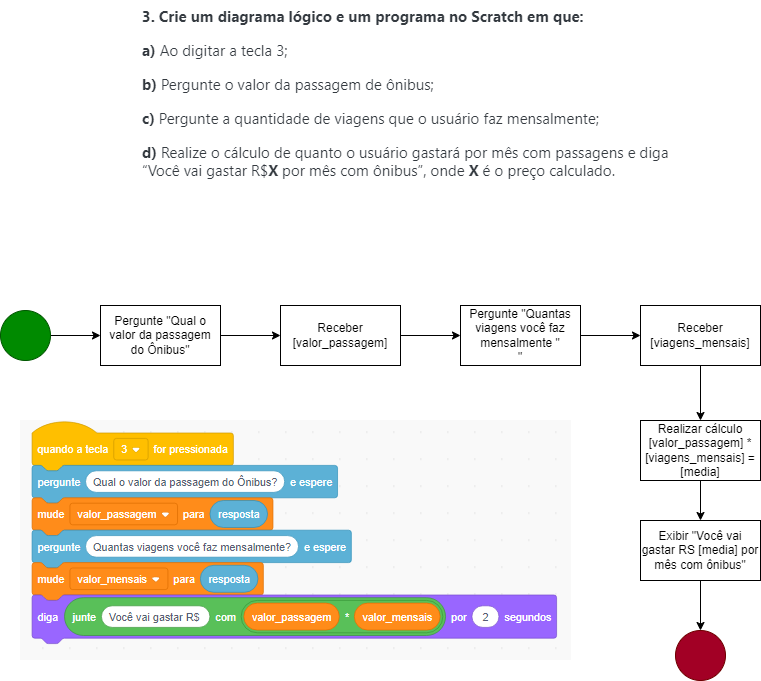 3. Crie um diagrama lógico e um programa no Scratch em que:
a) Ao digitar a tecla 3;
b) Pergunte o valor da passagem de ônibus;
c) Pergunte a quantidade de viagens que o usuário faz mensalmente;
d) Realize o cálculo de quanto o usuário gastará por mês com passagens e diga
“Você vai gastar R$X por mês com ônibus”, onde X é o preço calculado.
Pergunte "Qual o
valor da passagem
do Ônibus"
Receber
[valor_passagem]
Pergunte "Quantas
viagens você faz
mensalmente "
"
Receber
[viagens_mensais]
Realizar cálculo
[valor_passagem] *
[viagens_mensais] =
[media]
Exibir "Você vai
gastar RS [media] por
mês com ônibus"
quando a tecla 3 for pressionada
pergunte Qual o valor da passagem do Ônibus? e espere
mude valor_passagem para resposta
pergunte Quantas viagens você faz mensalmente? e espere
mude valor_mensais para resposta
diga junte Você vai gastar R$ com valor_passagem * valor_mensais por 2 segundos